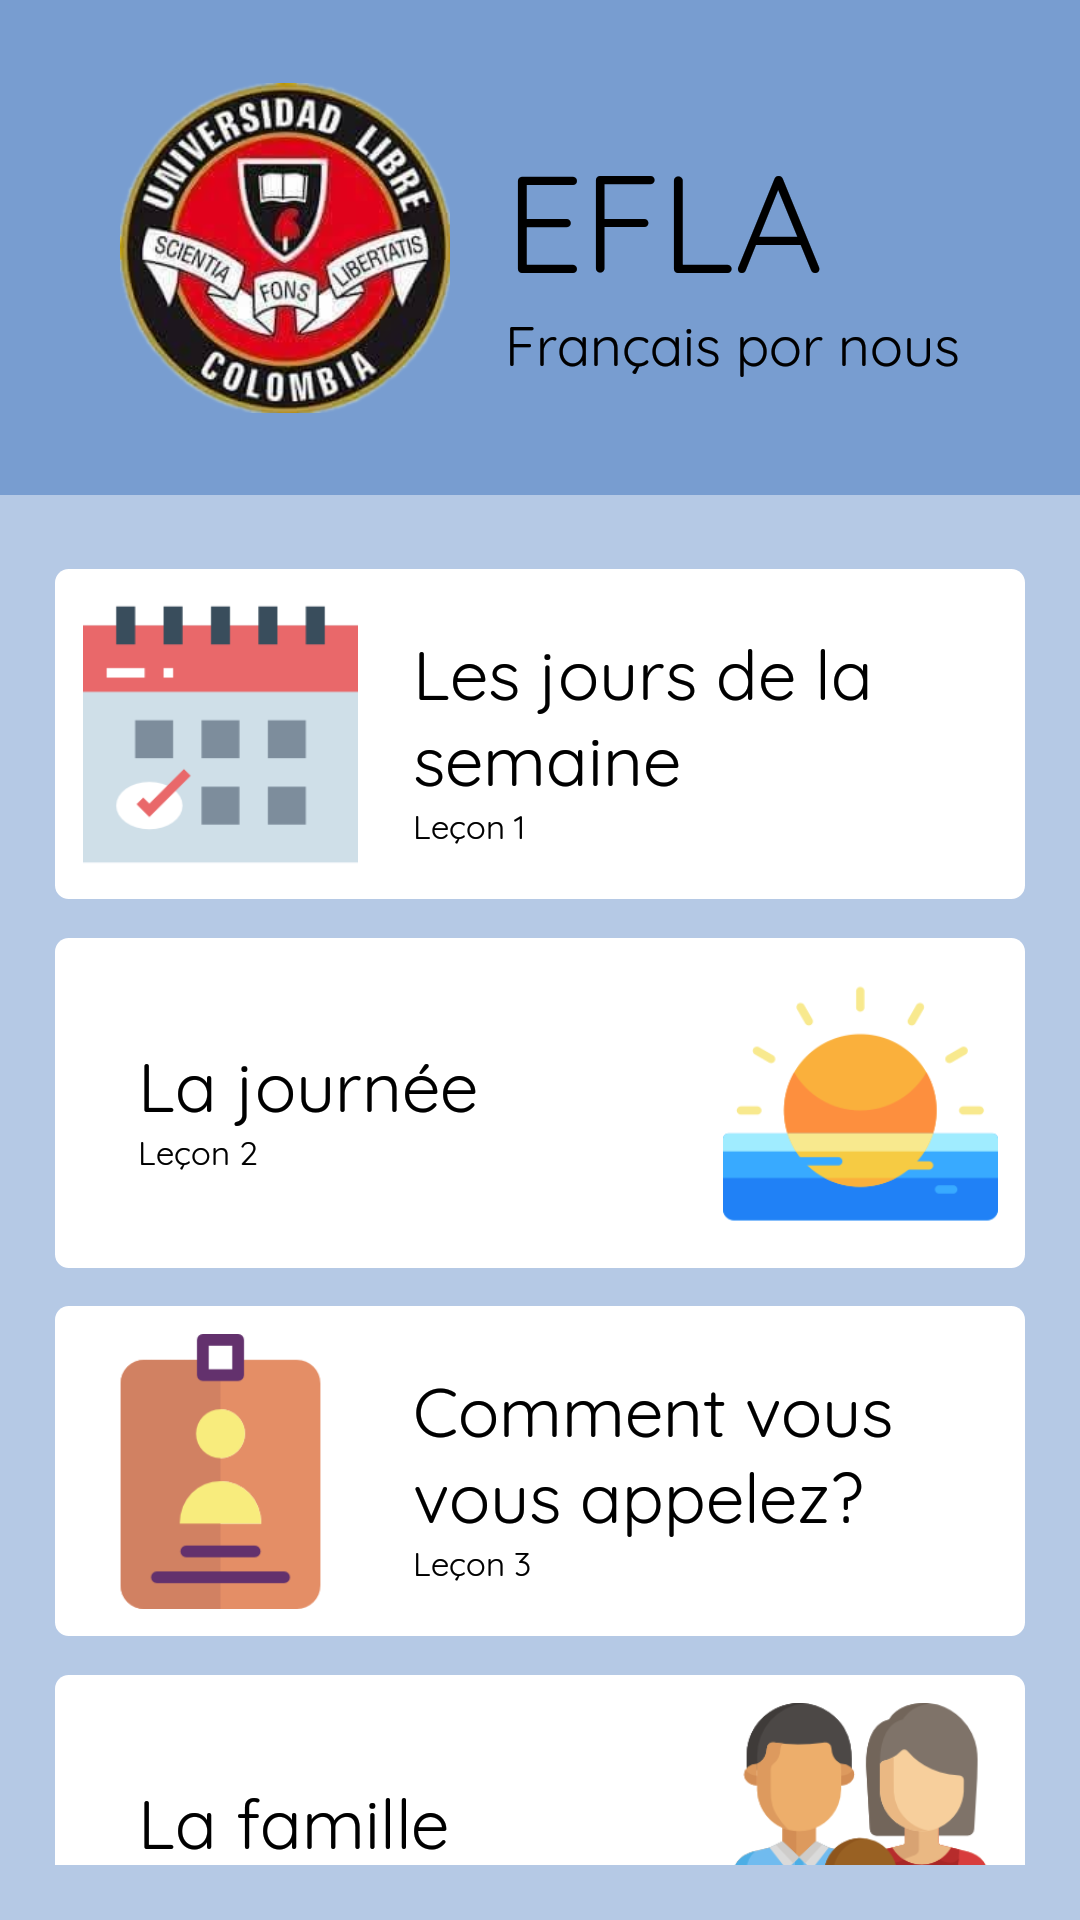 UNIVERSIDAD LIBRE
SCIENTIA FONS LIBERTATIS
COLOMBIA
EFLA
Français por nous
Les jours de la
semaine
Leçon 1
La journée
Leçon 2
Comment vous
vous appelez?
Leçon 3
La famille